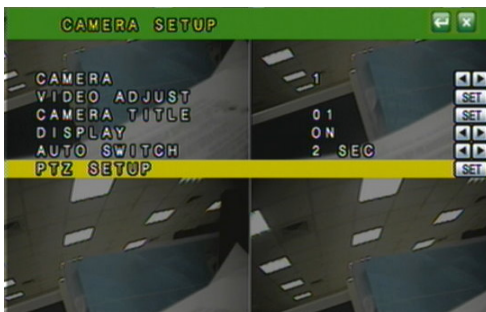 CAMERA SETUP
CAMERA 1
VIDEO ADJUST SET
CAMERA TITLE 01 SET
DISPLAY ON
AUTO SWITCH 2 SEC
PTZ SETUP SET